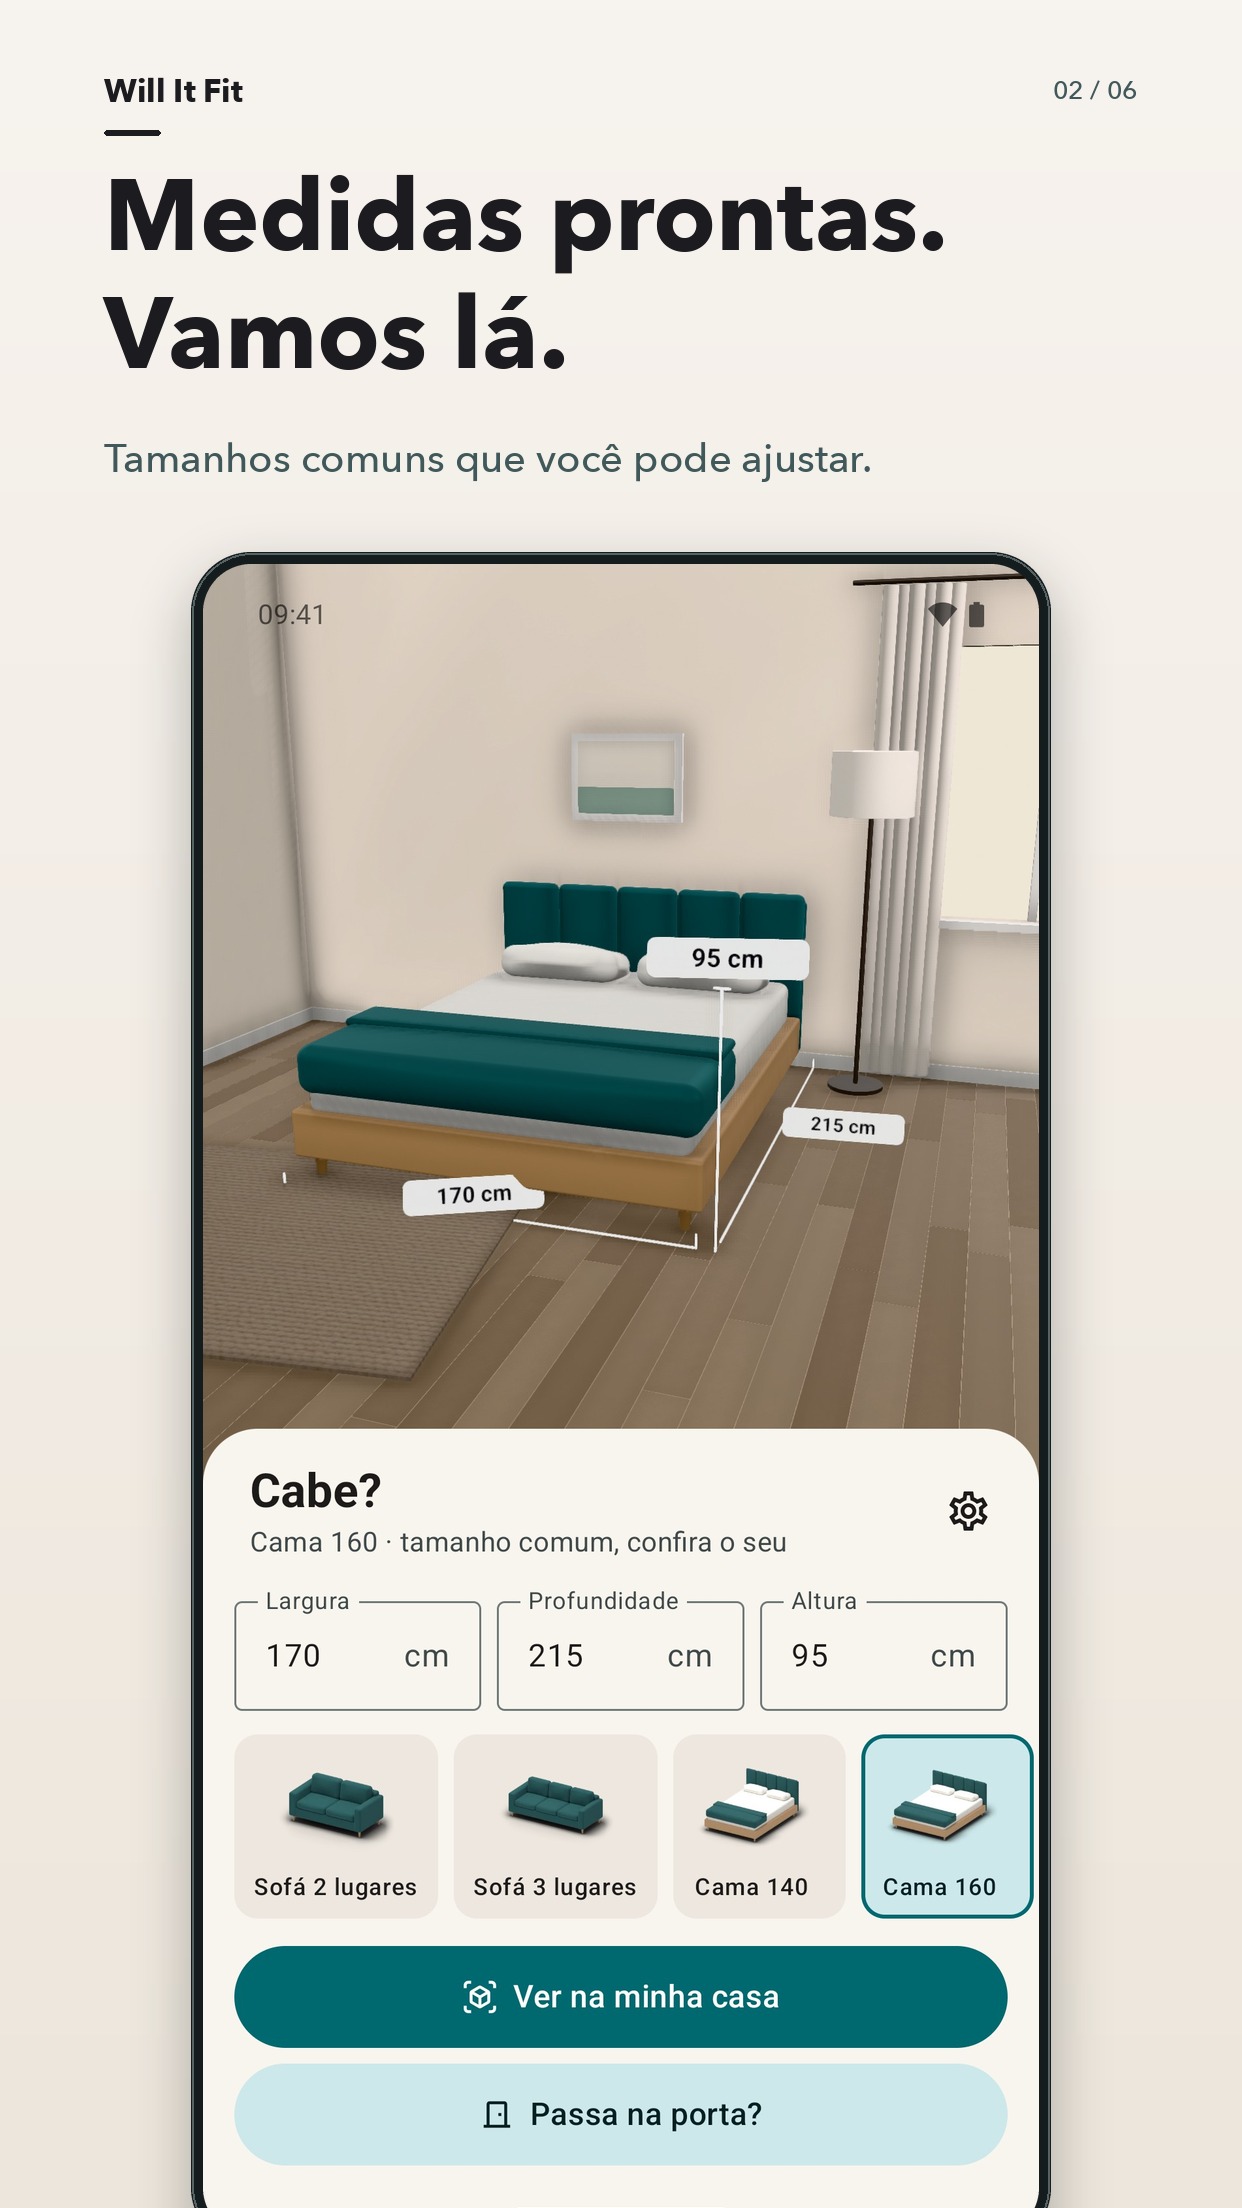 Will It Fit
02 / 06
Medidas prontas.
Vamos lá.
Tamanhos comuns que você pode ajustar.
09:41
95 cm
215 cm
170 cm
Cabe?
Cama 160 · tamanho comum, confira o seu
Largura
170 cm
Profundidade
215 cm
Altura
95 cm
Sofá 2 lugares
Sofá 3 lugares
Cama 140
Cama 160
Ver na minha casa
Passa na porta?